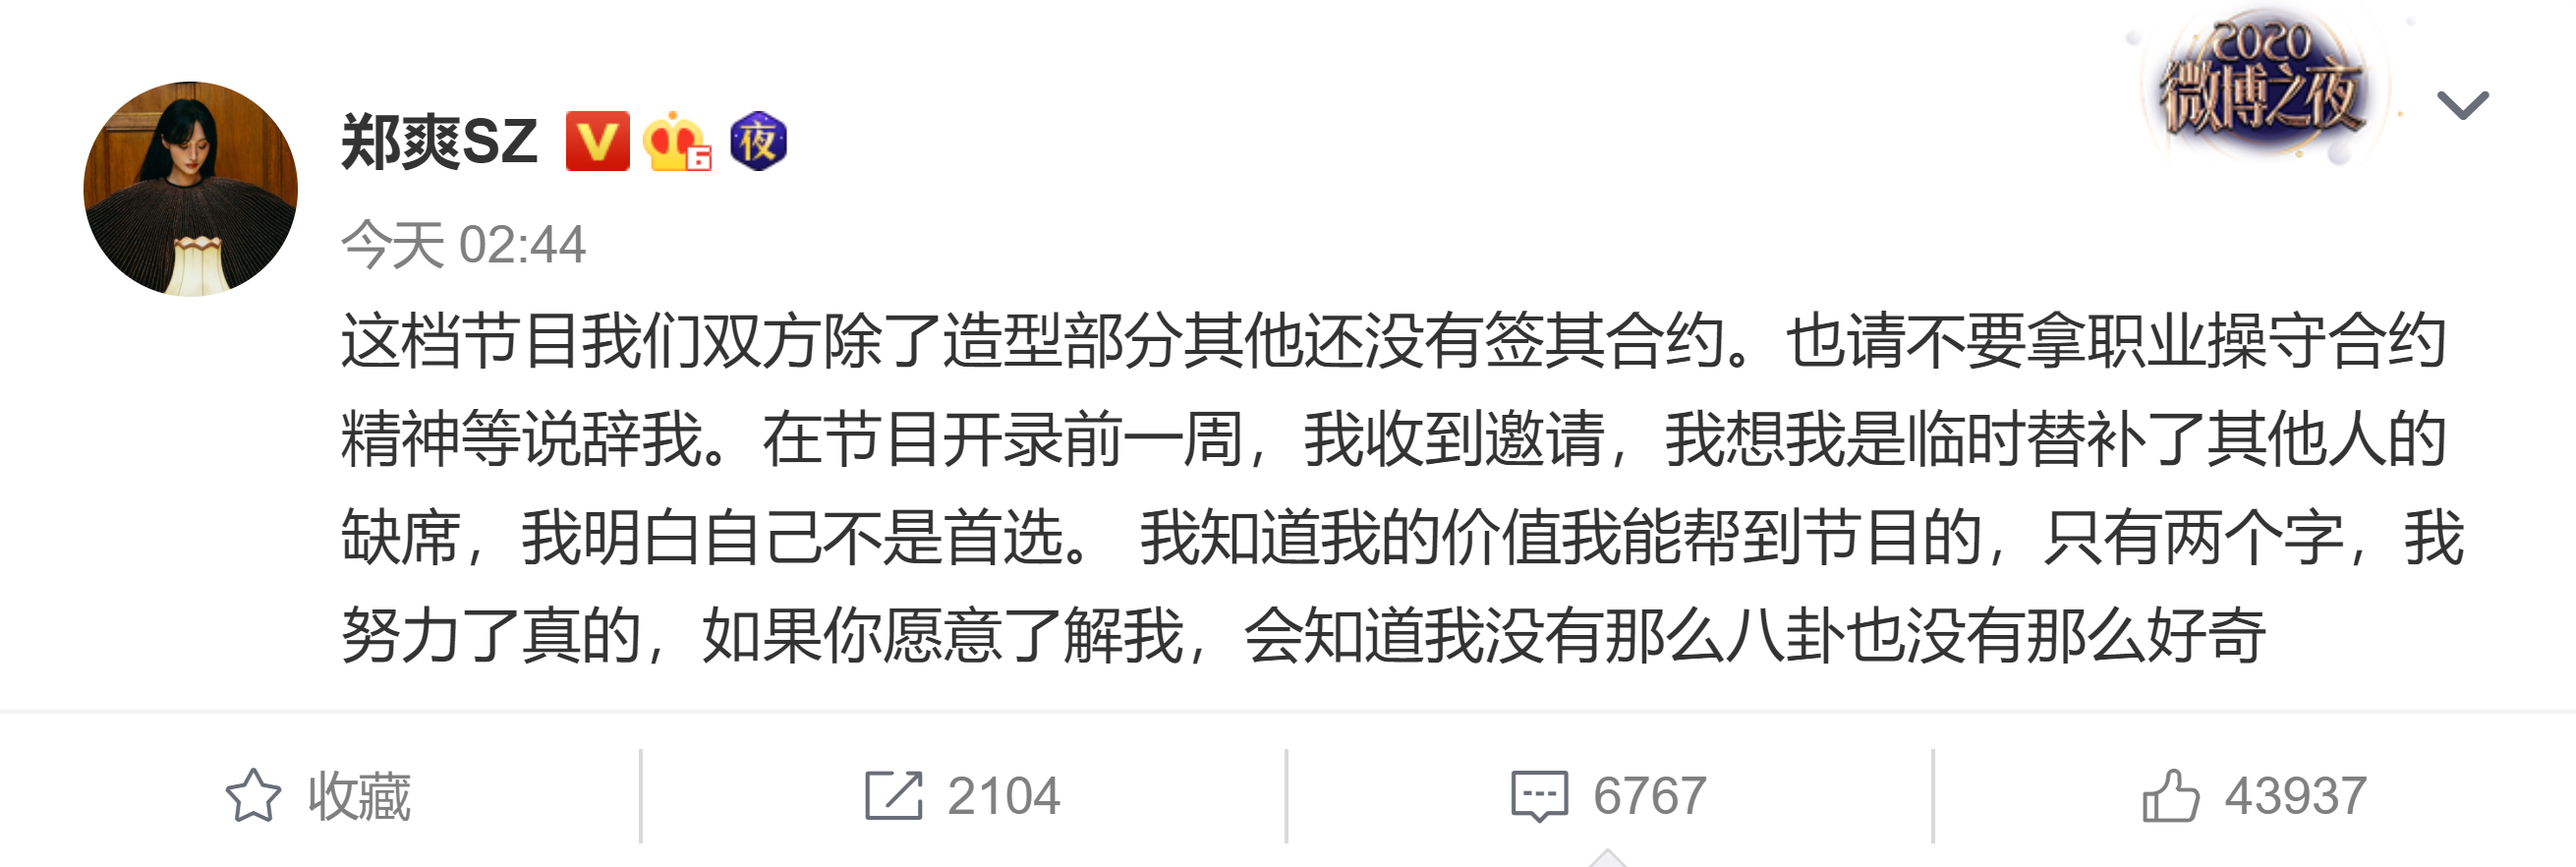 2020
微博之夜
郑爽SZ V 6 夜
今天 02:44
这档节目我们双方除了造型部分其他还没有签其合约。也请不要拿职业操守合约
精神等说辞我。在节目开录前一周，我收到邀请，我想我是临时替补了其他人的
缺席，我明白自己不是首选。 我知道我的价值我能帮到节目的，只有两个字，我
努力了真的，如果你愿意了解我，会知道我没有那么八卦也没有那么好奇
收藏 2104 6767 43937